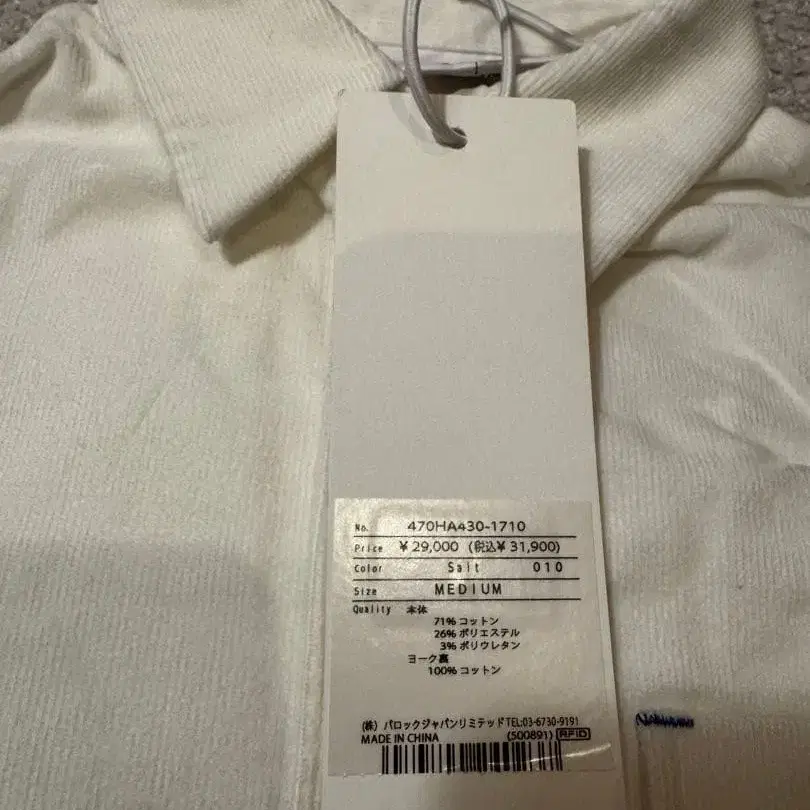 No. 470HA430-1710
Price ¥29,000 (税込¥31,900)
Color Salt 010
Size MEDIUM
Quality 本体
71% コットン
26% ポリエステル
3% ポリウレタン
ヨーク裏
100% コットン
(株) バロックジャパンリミテッド TEL:03-6730-9191
MADE IN CHINA (500891) RFID